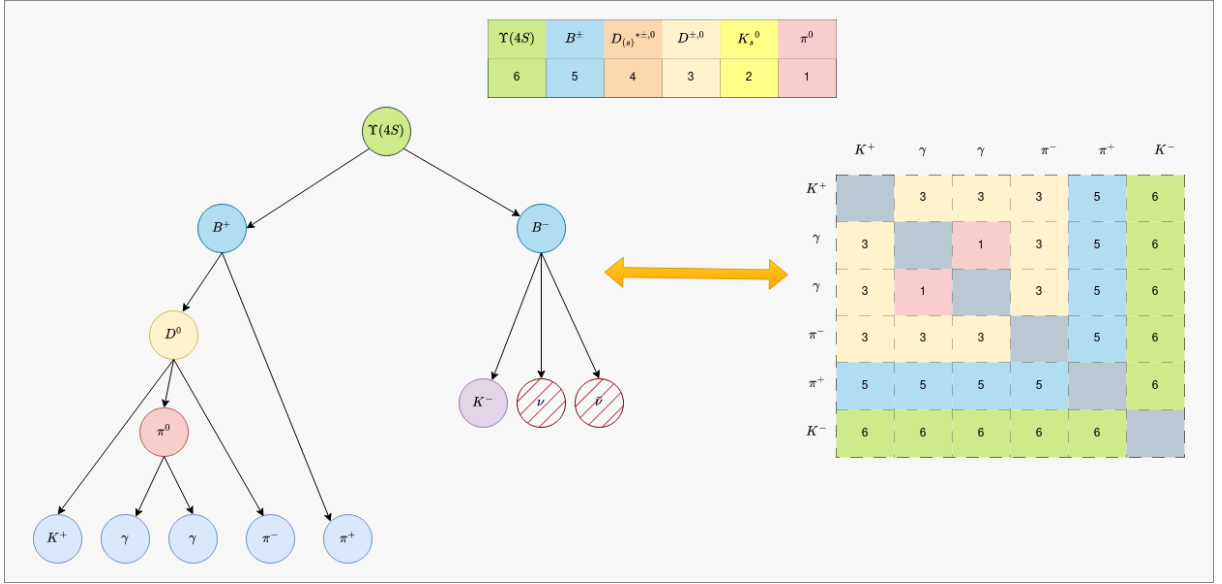 ϒ(4S) B± D(s)*±,0 D±,0 Ks0 π0
6 5 4 3 2 1
ϒ(4S)
B+ B−
D0
π0
K− ν ν̄
K+ γ γ π− π+
K+ γ γ π− π+ K−
K+ 3 3 3 5 6
γ 3 1 3 5 6
γ 3 1 3 5 6
π− 3 3 3 5 6
π+ 5 5 5 5 6
K− 6 6 6 6 6